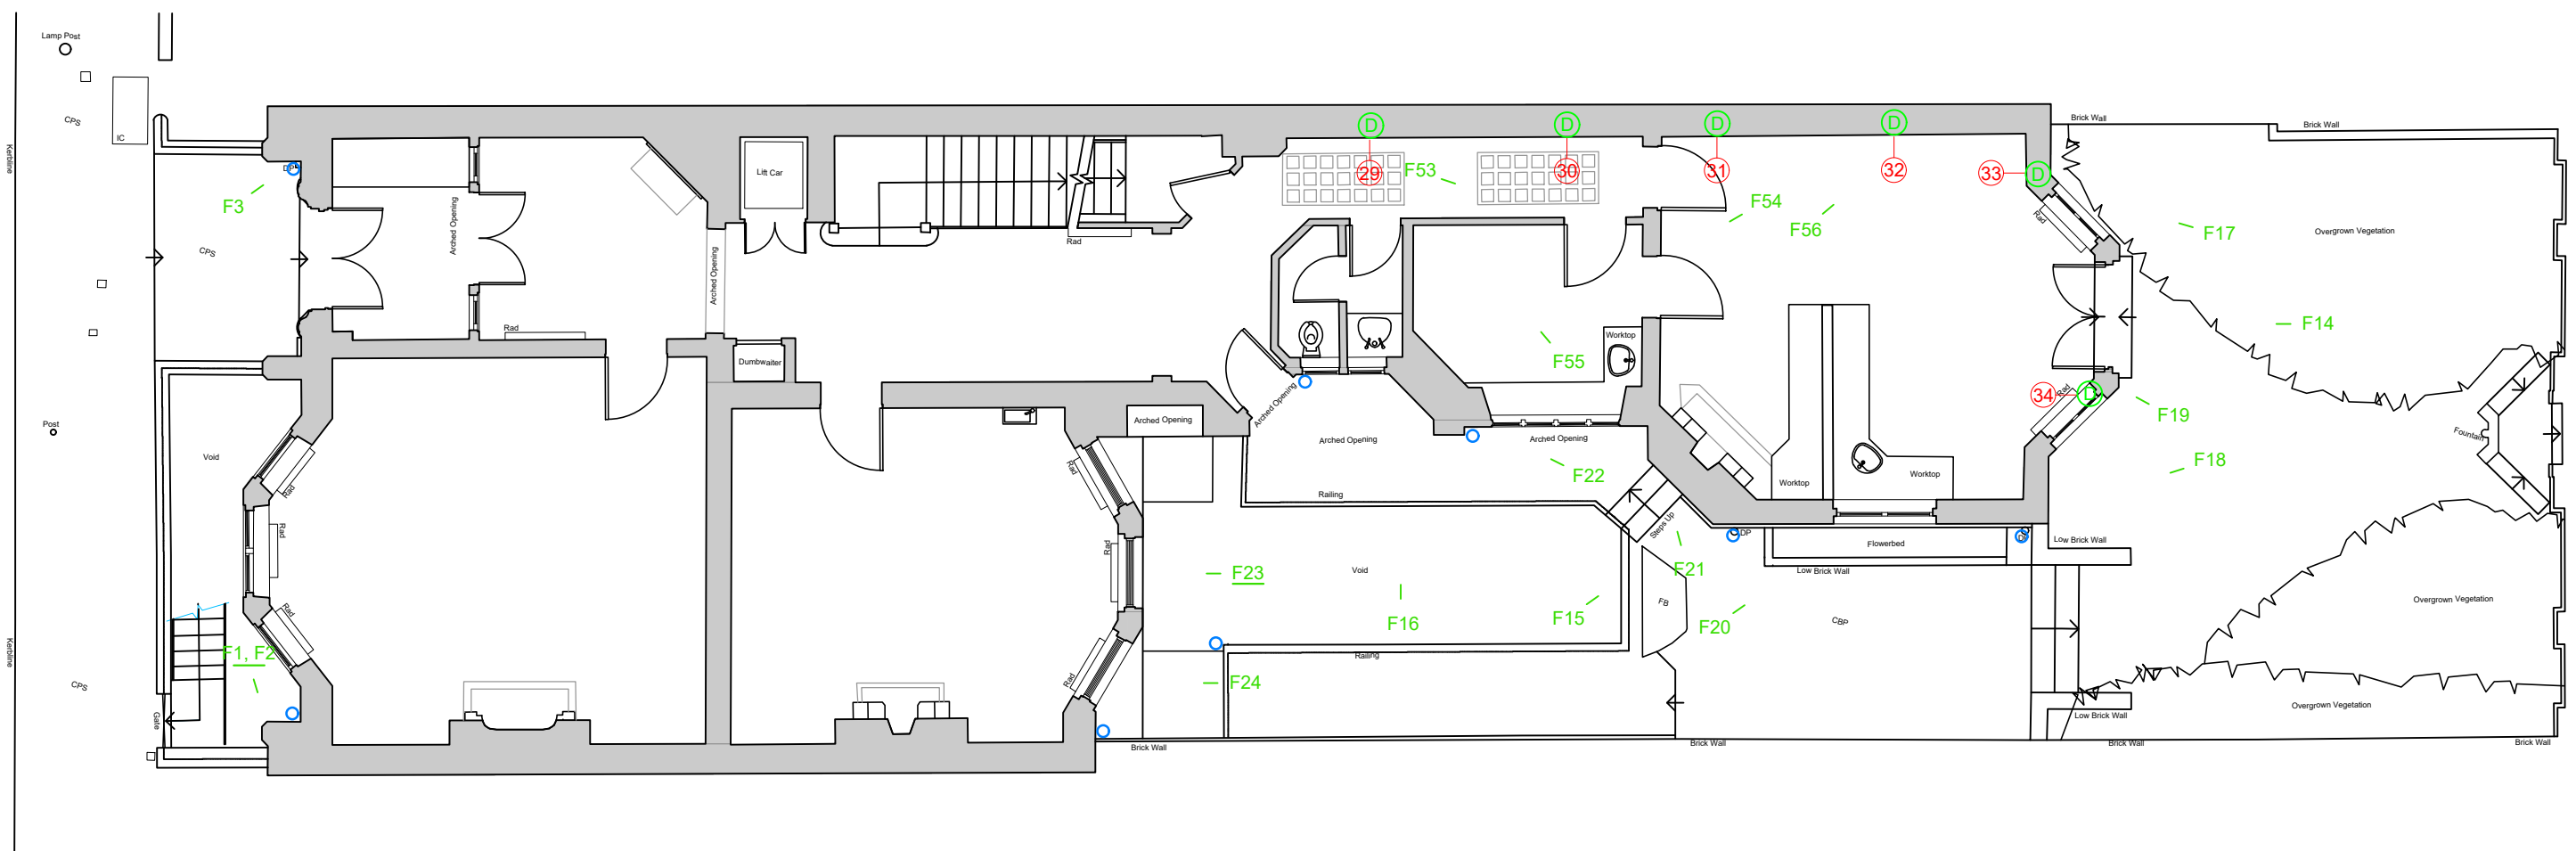 Lamp Post
IC
CPS
Kerbline
Post
Kerbline
CPS
Gate
DP
F3
CPS
Void
F1, F2
Arched Opening
Rad
Rad
Rad
Rad
Arched Opening
Lift Car
Dumbwaiter
Rad
Arched Opening
Rad
Rad
Rad
D
29
F53
D
30
D
31
D
32
33
D
F54
F56
Rad
F55
Worktop
Arched Opening
Arched Opening
Arched Opening
F22
Railing
Steps Up
Worktop
Worktop
34
Rad
D
F23
Void
F16
F15
F21
F20
FB
Railing
F24
DP
DP
Flowerbed
Low Brick Wall
Low Brick Wall
CBP
Low Brick Wall
Brick Wall
Brick Wall
Brick Wall
Brick Wall
Brick Wall
Brick Wall
F17
Overgrown Vegetation
F14
F19
F18
Fountain
Overgrown Vegetation
Overgrown Vegetation